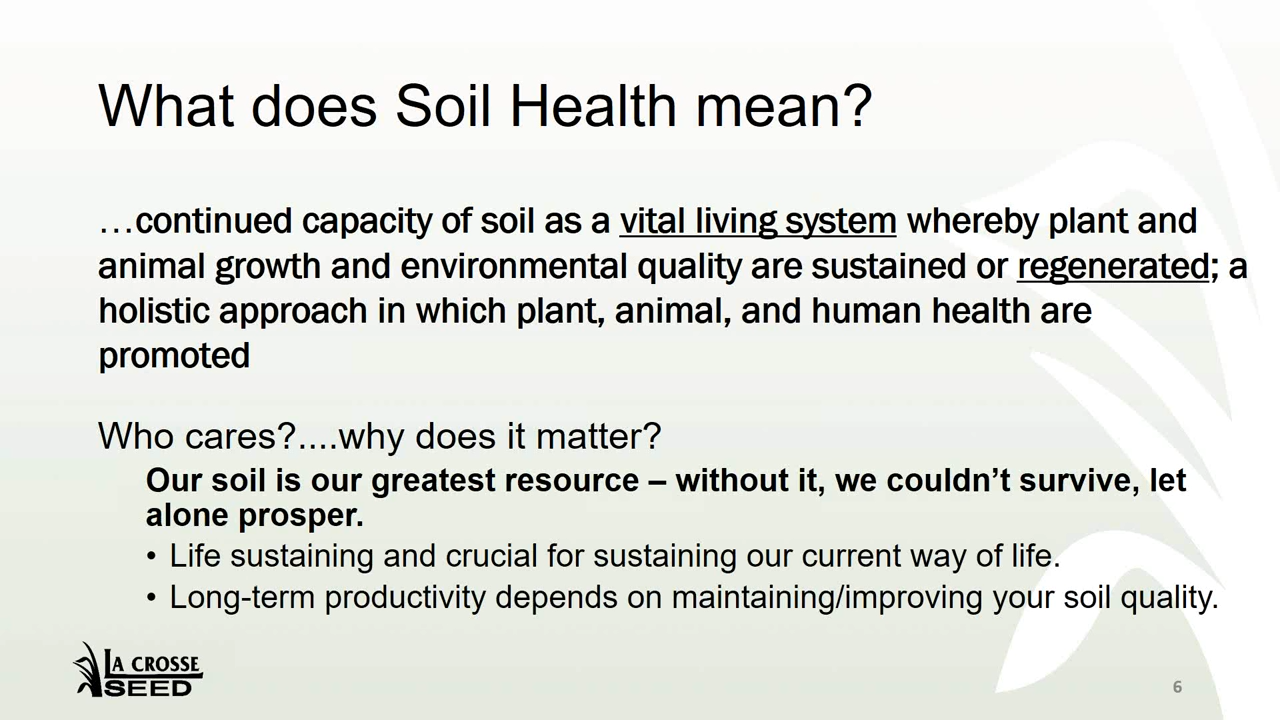 What does Soil Health mean?
…continued capacity of soil as a vital living system whereby plant and
animal growth and environmental quality are sustained or regenerated; a
holistic approach in which plant, animal, and human health are
promoted
Who cares?....why does it matter?
Our soil is our greatest resource – without it, we couldn’t survive, let
alone prosper.
• Life sustaining and crucial for sustaining our current way of life.
• Long-term productivity depends on maintaining/improving your soil quality.
LA CROSSE
SEED
6